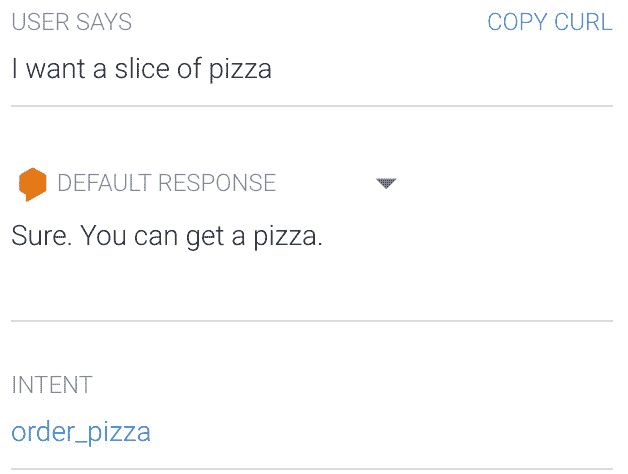 USER SAYS COPY CURL
I want a slice of pizza
DEFAULT RESPONSE
Sure. You can get a pizza.
INTENT
order_pizza